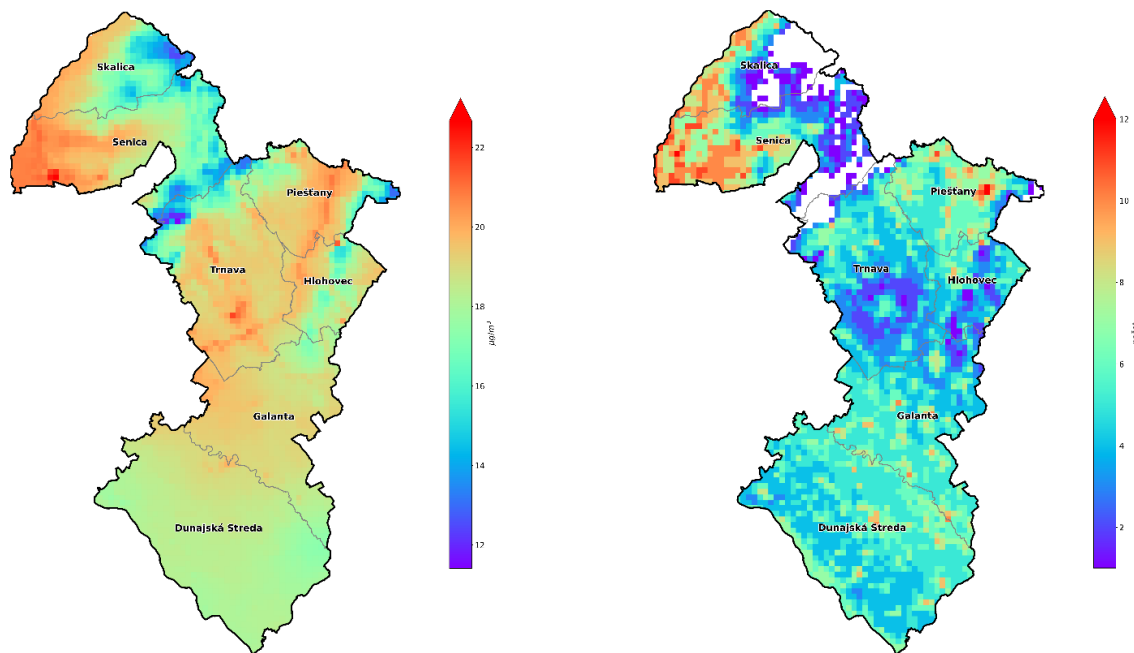 Skalica
Senica
Piešťany
Trnava
Hlohovec
Galanta
Dunajská Streda
22
20
18
16
14
12
µg/m³
Skalica
Senica
Piešťany
Trnava
Hlohovec
Galanta
Dunajská Streda
12
10
8
6
4
2